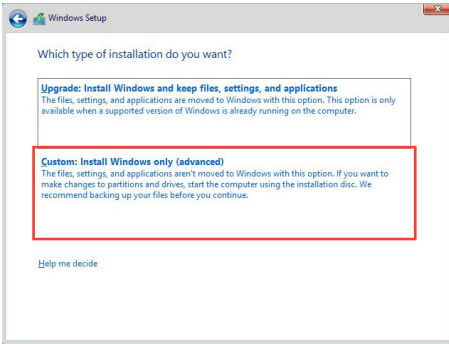 Windows Setup
Which type of installation do you want?
Upgrade: Install Windows and keep files, settings, and applications
The files, settings, and applications are moved to Windows with this option. This option is only
available when a supported version of Windows is already running on the computer.
Custom: Install Windows only (advanced)
The files, settings, and applications aren't moved to Windows with this option. If you want to
make changes to partitions and drives, start the computer using the installation disc. We
recommend backing up your files before you continue.
Help me decide